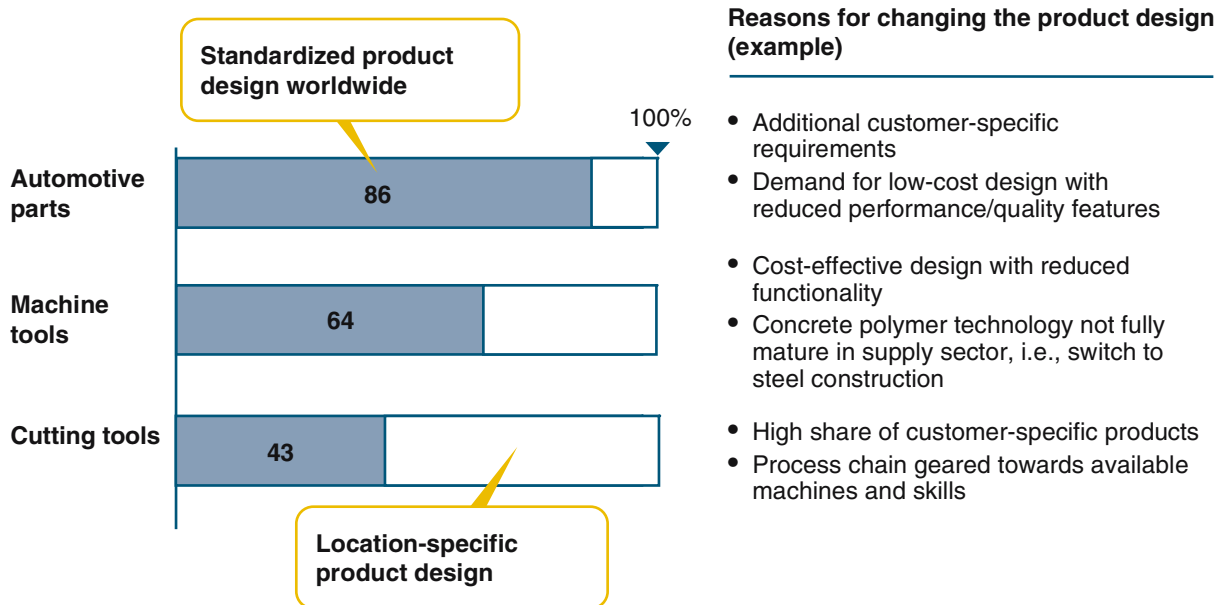 Standardized product
design worldwide
100%
Automotive
parts
86
Machine
tools
64
Cutting tools
43
Location-specific
product design
Reasons for changing the product design
(example)
• Additional customer-specific
requirements
• Demand for low-cost design with
reduced performance/quality features
• Cost-effective design with reduced
functionality
• Concrete polymer technology not fully
mature in supply sector, i.e., switch to
steel construction
• High share of customer-specific products
• Process chain geared towards available
machines and skills